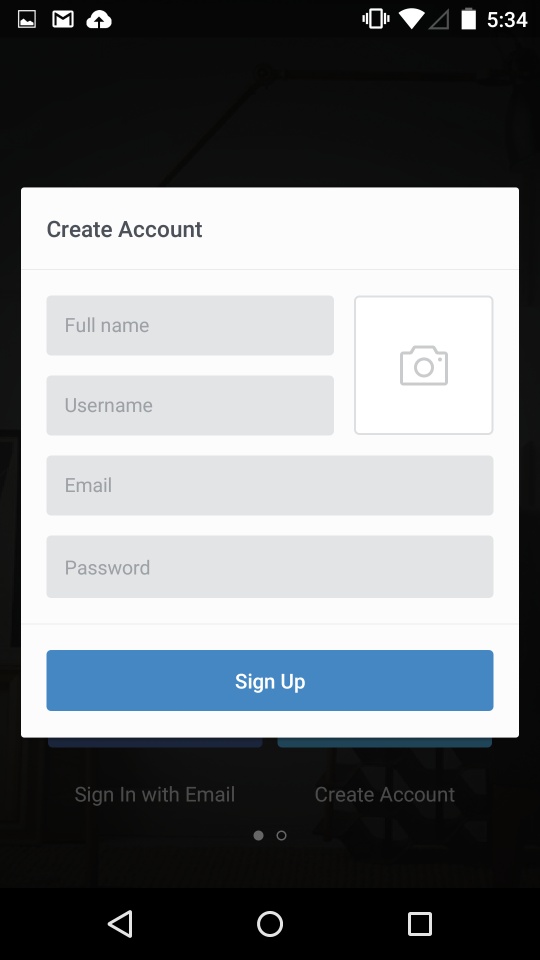 5:34
Create Account
Full name
Username
Email
Password
Sign Up
Sign In with Email
Create Account